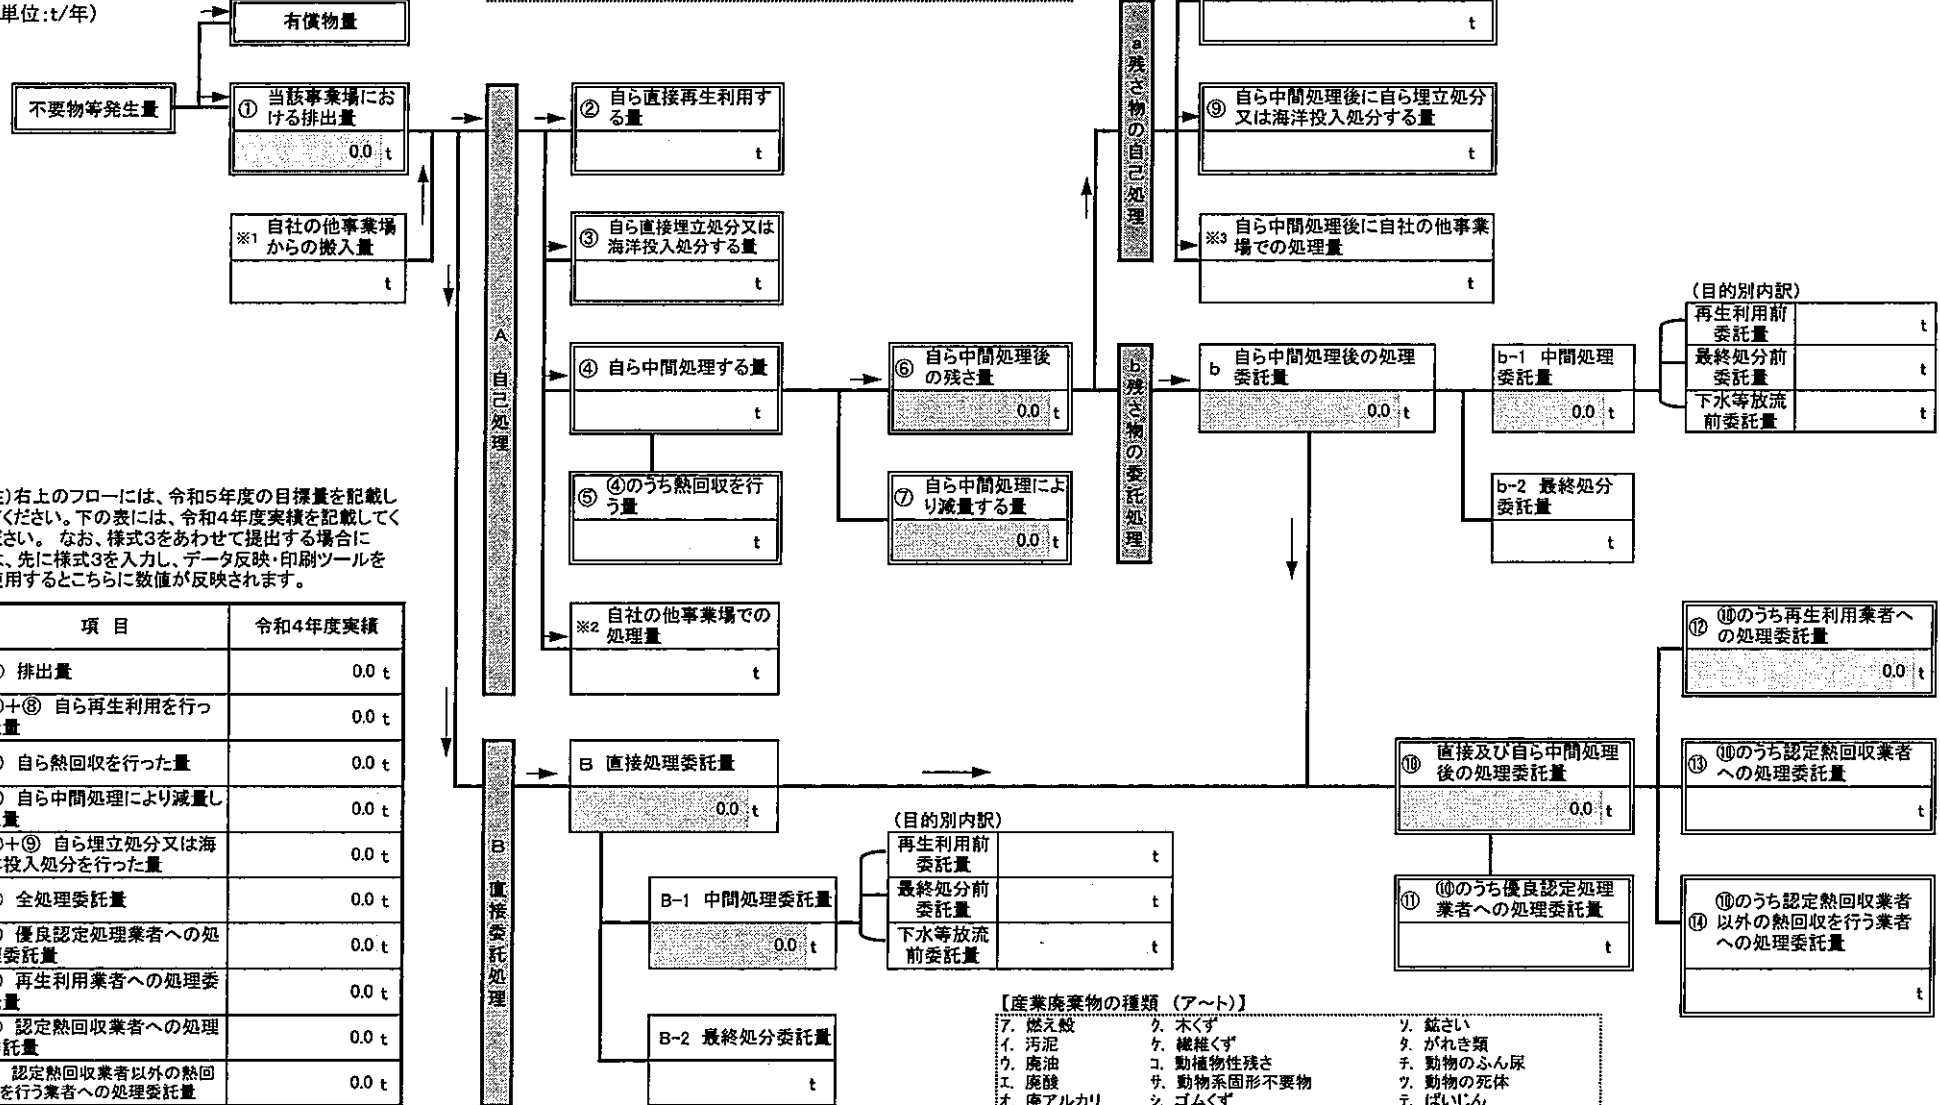 単位:t/年)
有償物量
t
不要物等発生量
① 当該事業場にお
ける排出量
0.0 t
※1 自社の他事業場
からの搬入量
t
A 自己処理
② 自ら直接再生利用す
る量
t
③ 自ら直接埋立処分又は
海洋投入処分する量
t
④ 自ら中間処理する量
t
⑤ ④のうち熱回収を行
う量
t
※2 自社の他事業場での
処理量
t
⑥ 自ら中間処理後
の残さ量
0.0 t
⑦ 自ら中間処理によ
り減量する量
0.0 t
a 残さ物の自己処理
⑨ 自ら中間処理後に自ら埋立処分
又は海洋投入処分する量
t
※3 自ら中間処理後に自社の他事業
場での処理量
t
b 残さ物の委託処理
b 自ら中間処理後の処理
委託量
0.0 t
b-1 中間処理
委託量
0.0 t
(目的別内訳)
再生利用前
委託量
t
最終処分前
委託量
t
下水等放流
前委託量
t
b-2 最終処分
委託量
t
)右上のフローには、令和5年度の目標量を記載し
ください。下の表には、令和4年度実績を記載してく
さい。 なお、様式3をあわせて提出する場合に
、先に様式3を入力し、データ反映・印刷ツールを
用するとこちらに数値が反映されます。
項 目 令和4年度実績
排出量 0.0 t
+⑧ 自ら再生利用を行っ
量 0.0 t
自ら熱回収を行った量 0.0 t
自ら中間処理により減量し
量 0.0 t
+⑨ 自ら埋立処分又は海
投入処分を行った量 0.0 t
全処理委託量 0.0 t
優良認定処理業者への処
委託量 0.0 t
再生利用業者への処理委
量 0.0 t
認定熱回収業者への処理
託量 0.0 t
認定熱回収業者以外の熱回
を行う業者への処理委託量 0.0 t
B 直接委託処理
B 直接処理委託量
0.0 t
B-1 中間処理委託量
0.0 t
(目的別内訳)
再生利用前
委託量
t
最終処分前
委託量
t
下水等放流
前委託量
t
B-2 最終処分委託量
t
⑩ 直接及び自ら中間処理
後の処理委託量
0.0 t
⑪ ⑩のうち優良認定処理
業者への処理委託量
t
⑫ ⑩のうち再生利用業者へ
の処理委託量
0.0 t
⑬ ⑩のうち認定熱回収業者
への処理委託量
t
⑭ ⑩のうち認定熱回収業者
以外の熱回収を行う業者
への処理委託量
t
【産業廃棄物の種類 (ア～ト)】
ア. 燃え殻 ク. 木くず ソ. 鉱さい
イ. 汚泥 ケ. 繊維くず タ. がれき類
ウ. 廃油 コ. 動植物性残さ チ. 動物のふん尿
エ. 廃酸 サ. 動物系固形不要物 ツ. 動物の死体
オ. 廃アルカリ シ. ゴムくず テ. ばいじん